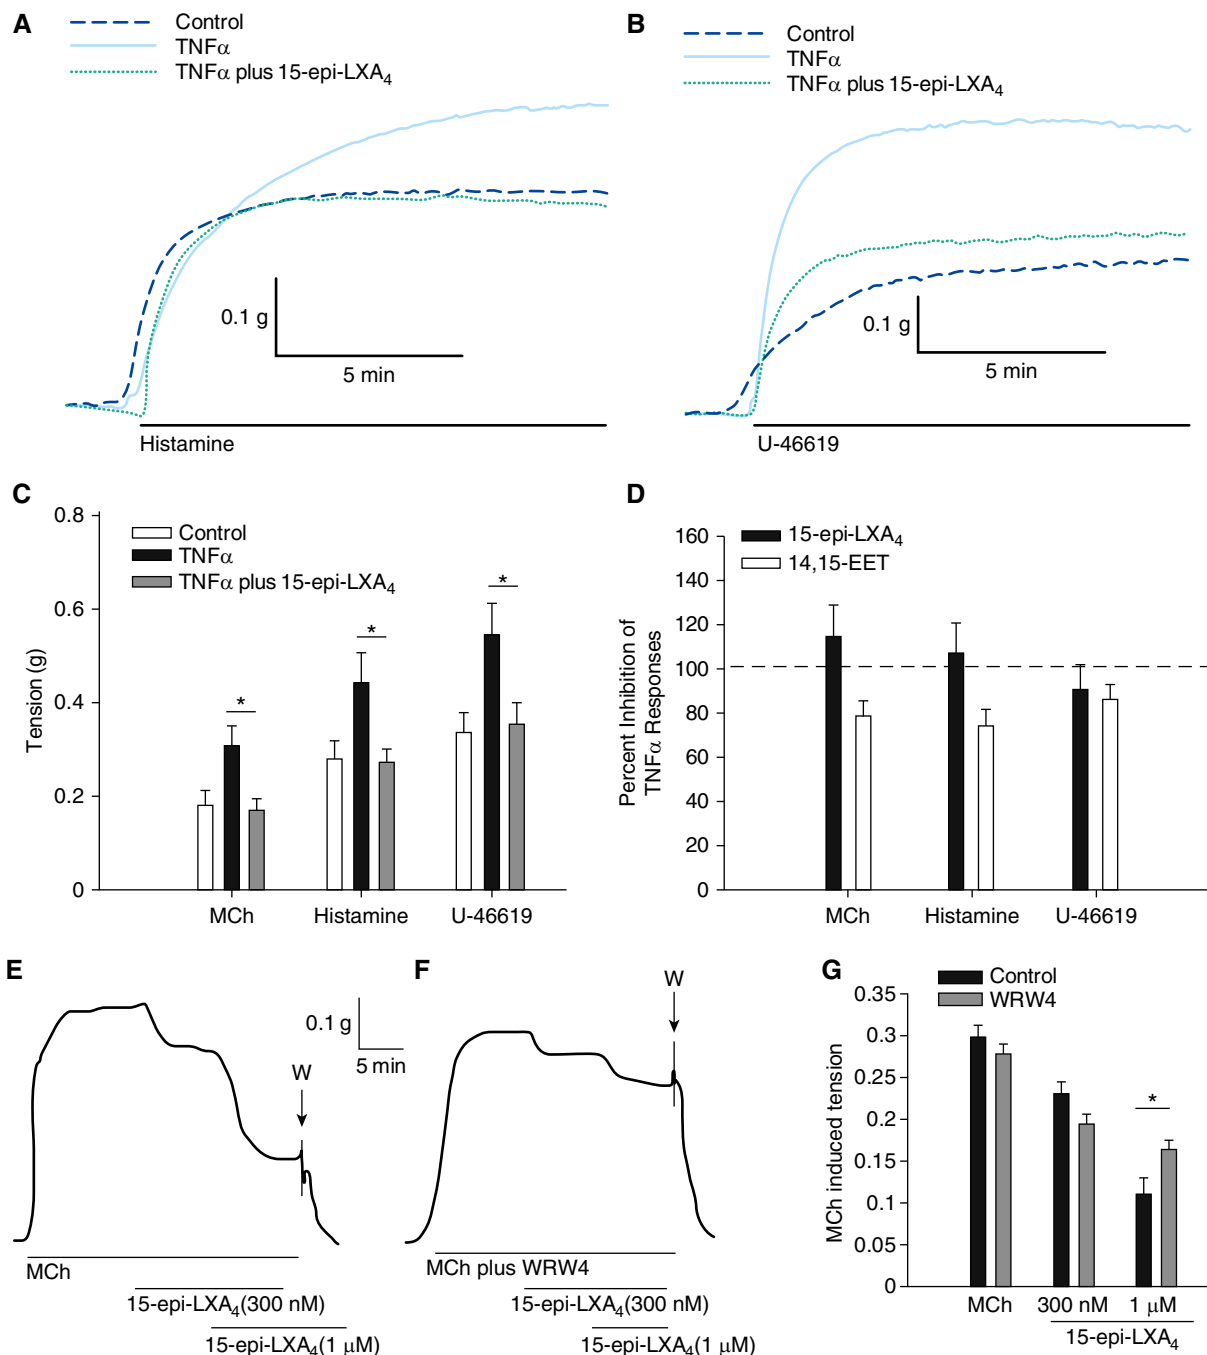 A
Control
TNFα
TNFα plus 15-epi-LXA4
0.1 g
5 min
Histamine
B
Control
TNFα
TNFα plus 15-epi-LXA4
0.1 g
5 min
U-46619
C
Control
TNFα
TNFα plus 15-epi-LXA4
Tension (g)
0.8
0.6
0.4
0.2
0
*
*
*
MCh Histamine U-46619
D
15-epi-LXA4
14,15-EET
Percent Inhibition of
TNFα Responses
160
140
120
100
80
60
40
20
0
MCh Histamine U-46619
E
W
0.1 g
5 min
MCh
15-epi-LXA4(300 nM)
15-epi-LXA4(1 μM)
F
W
MCh plus WRW4
15-epi-LXA4(300 nM)
15-epi-LXA4(1 μM)
G
Control
WRW4
MCh induced tension
0.35
0.3
0.25
0.2
0.15
0.1
0.05
0
*
MCh 300 nM 1 μM
15-epi-LXA4